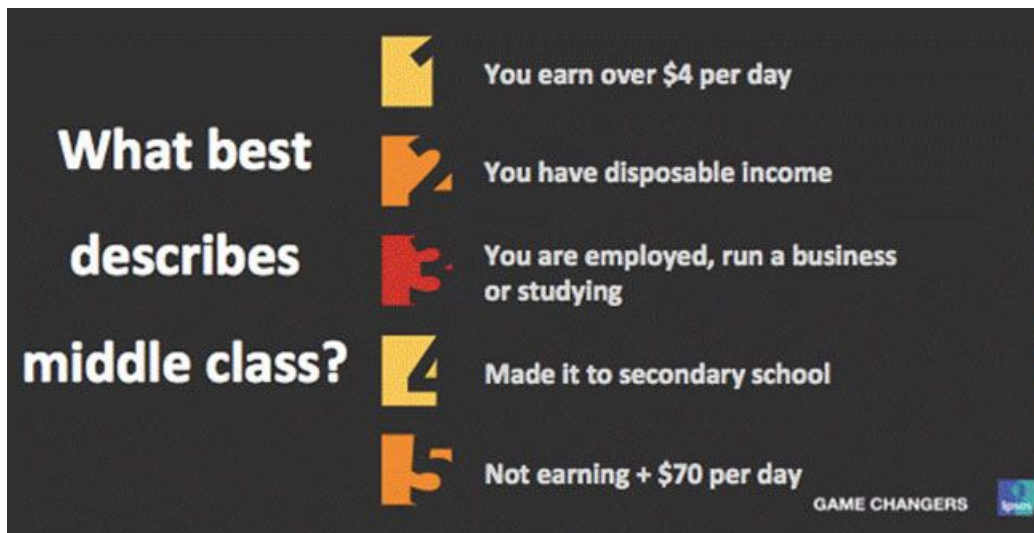 What best
describes
middle class?
1
You earn over $4 per day
2
You have disposable income
3
You are employed, run a business
or studying
4
Made it to secondary school
5
Not earning + $70 per day
GAME CHANGERS
Ipsos